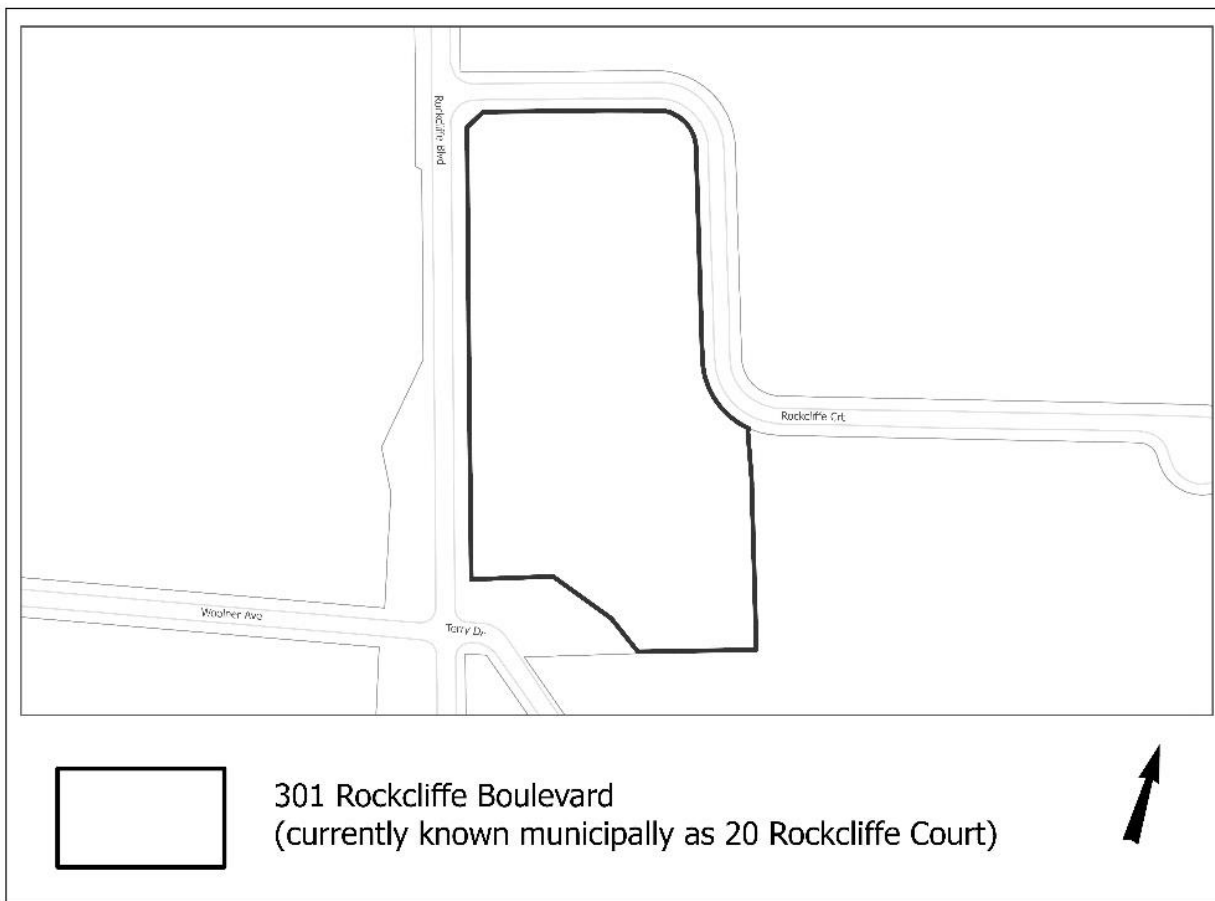 Rockcliffe Blvd
Rockcliffe Crt
Woolner Ave
Terry Dr
301 Rockcliffe Boulevard
(currently known municipally as 20 Rockcliffe Court)